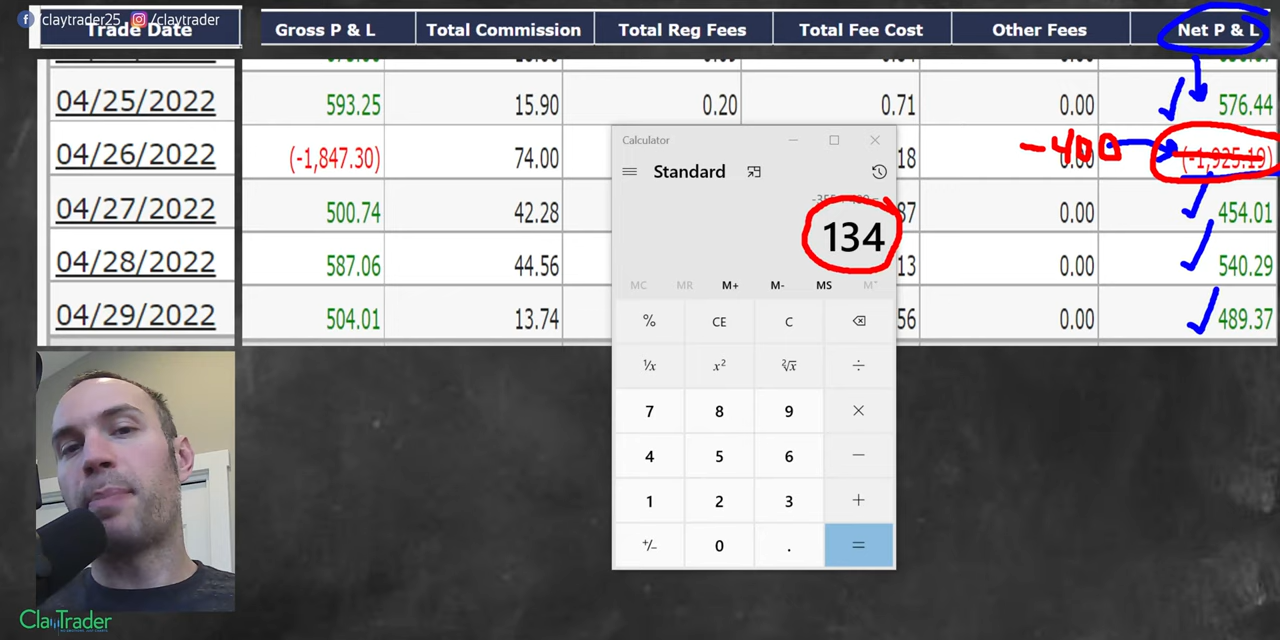 /claytrader25 /claytrader
Trade Date Gross P & L Total Commission Total Reg Fees Total Fee Cost Other Fees Net P & L
04/25/2022 593.25 15.90 0.20 0.71 0.00 576.44
04/26/2022 (-1,847.30) 74.00 18 0.00 -400 (-1,925.19)
04/27/2022 500.74 42.28 87 0.00 454.01
04/28/2022 587.06 44.56 13 0.00 540.29
04/29/2022 504.01 13.74 56 0.00 489.37
Calculator
Standard
134
MC MR M+ M- MS
% CE C
1/x x² ²√x ÷
7 8 9 ×
4 5 6 −
1 2 3 +
+/− 0 . =
ClayTrader